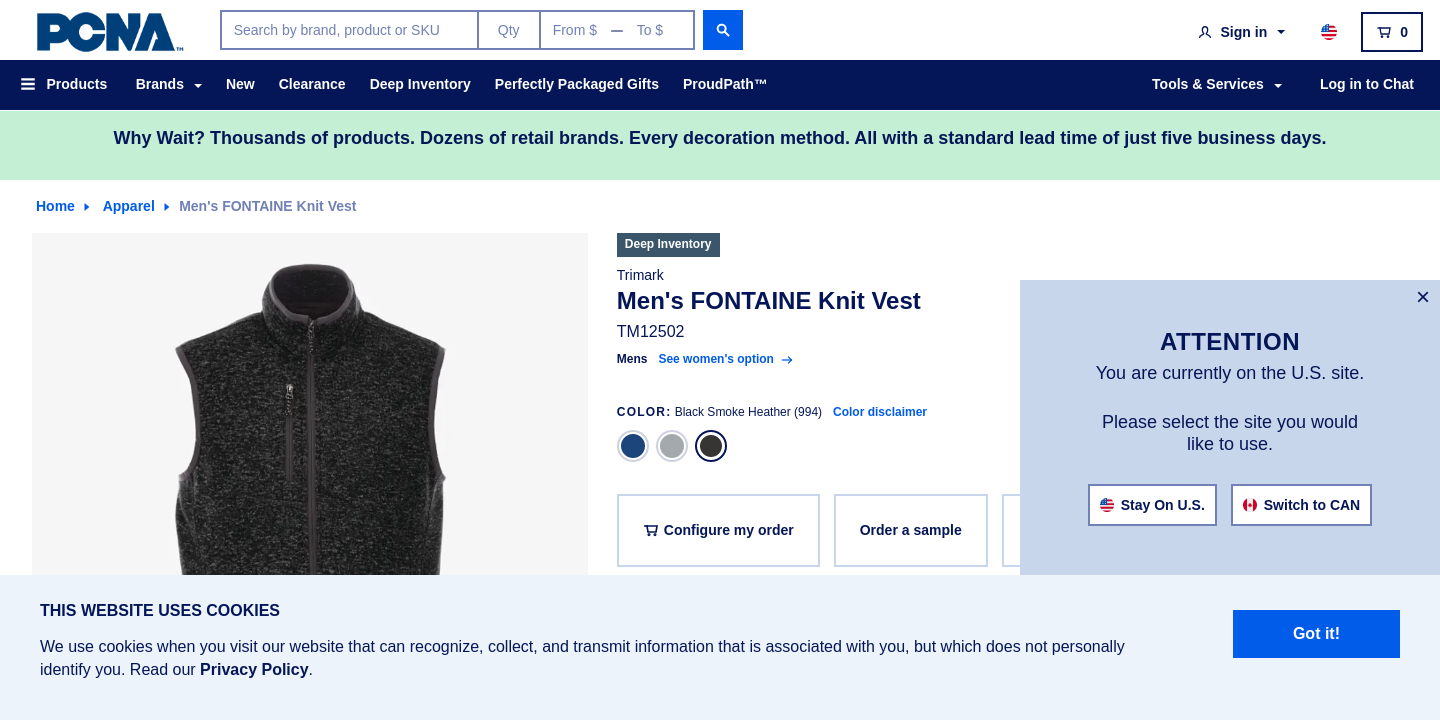 PCNA™
Search by brand, product or SKU
Qty
From $ — To $
Sign in
0
Products
Brands
New
Clearance
Deep Inventory
Perfectly Packaged Gifts
ProudPath™
Tools & Services
Log in to Chat
Why Wait? Thousands of products. Dozens of retail brands. Every decoration method. All with a standard lead time of just five business days.
Home
Apparel
Men's FONTAINE Knit Vest
Deep Inventory
Trimark
Men's FONTAINE Knit Vest
TM12502
Mens See women's option
COLOR: Black Smoke Heather (994) Color disclaimer
Configure my order
Order a sample
×
ATTENTION
You are currently on the U.S. site.
Please select the site you would
like to use.
Stay On U.S.
Switch to CAN
THIS WEBSITE USES COOKIES
We use cookies when you visit our website that can recognize, collect, and transmit information that is associated with you, but which does not personally
identify you. Read our Privacy Policy.
Got it!